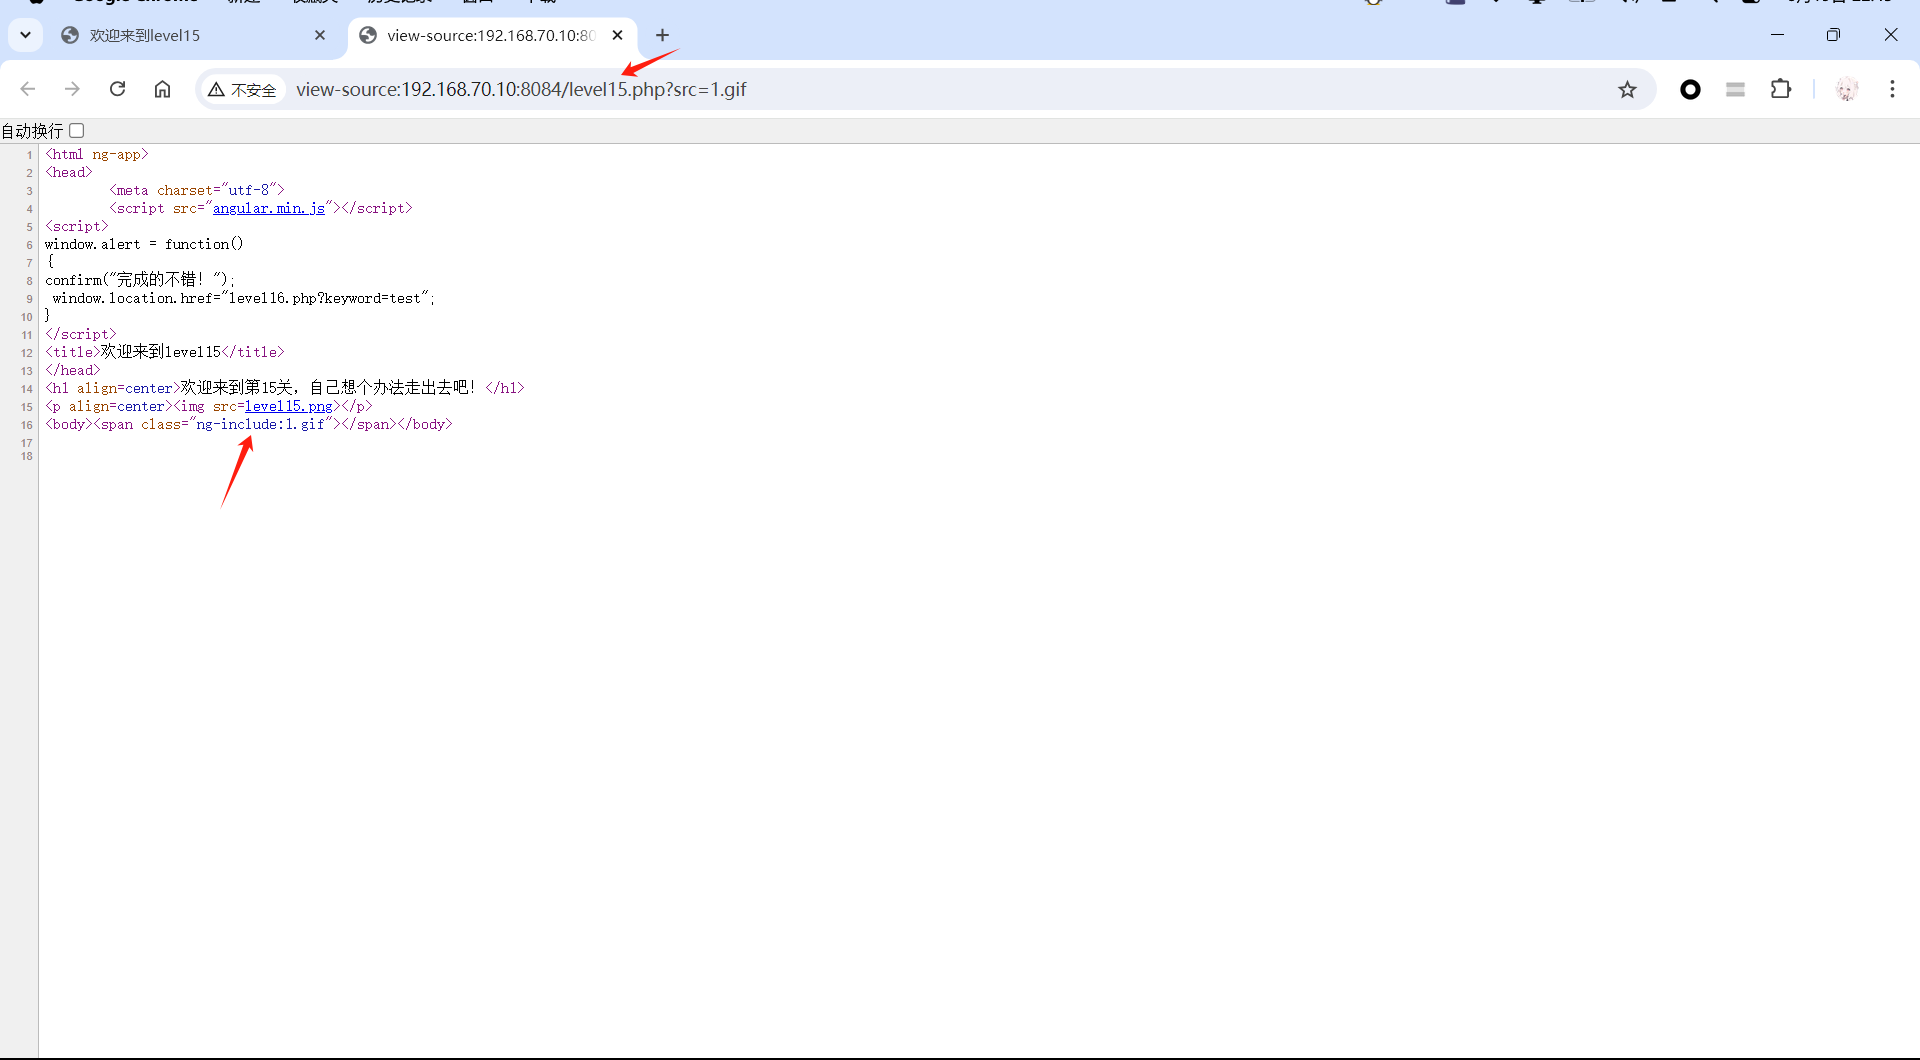 Google Chrome
欢迎来到level15
view-source:192.168.70.10:80
不安全
view-source:192.168.70.10:8084/level15.php?src=1.gif
自动换行
1 <html ng-app>
2 <head>
3 <meta charset="utf-8">
4 <script src="angular.min.js"></script>
5 <script>
6 window.alert = function()
7 {
8 confirm("完成的不错！");
9 window.location.href="level16.php?keyword=test";
10 }
11 </script>
12 <title>欢迎来到level15</title>
13 </head>
14 <h1 align=center>欢迎来到第15关，自己想个办法走出去吧！</h1>
15 <p align=center><img src=level15.png></p>
16 <body><span class="ng-include:1.gif"></span></body>
17
18